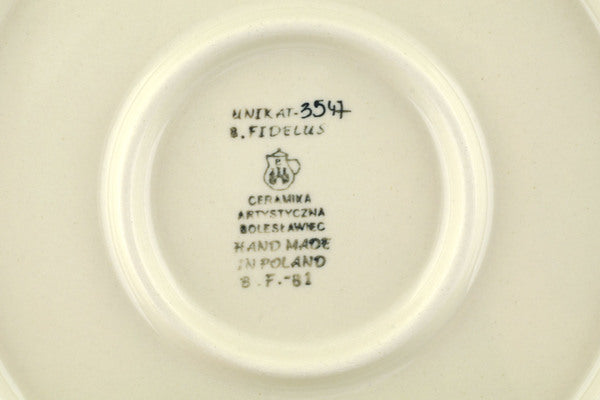 UNIKAT-3547
B. FIDELUS
CERAMIKA
ARTYSTYCZNA
BOLESŁAWIEC
HAND MADE
IN POLAND
B.F.-81